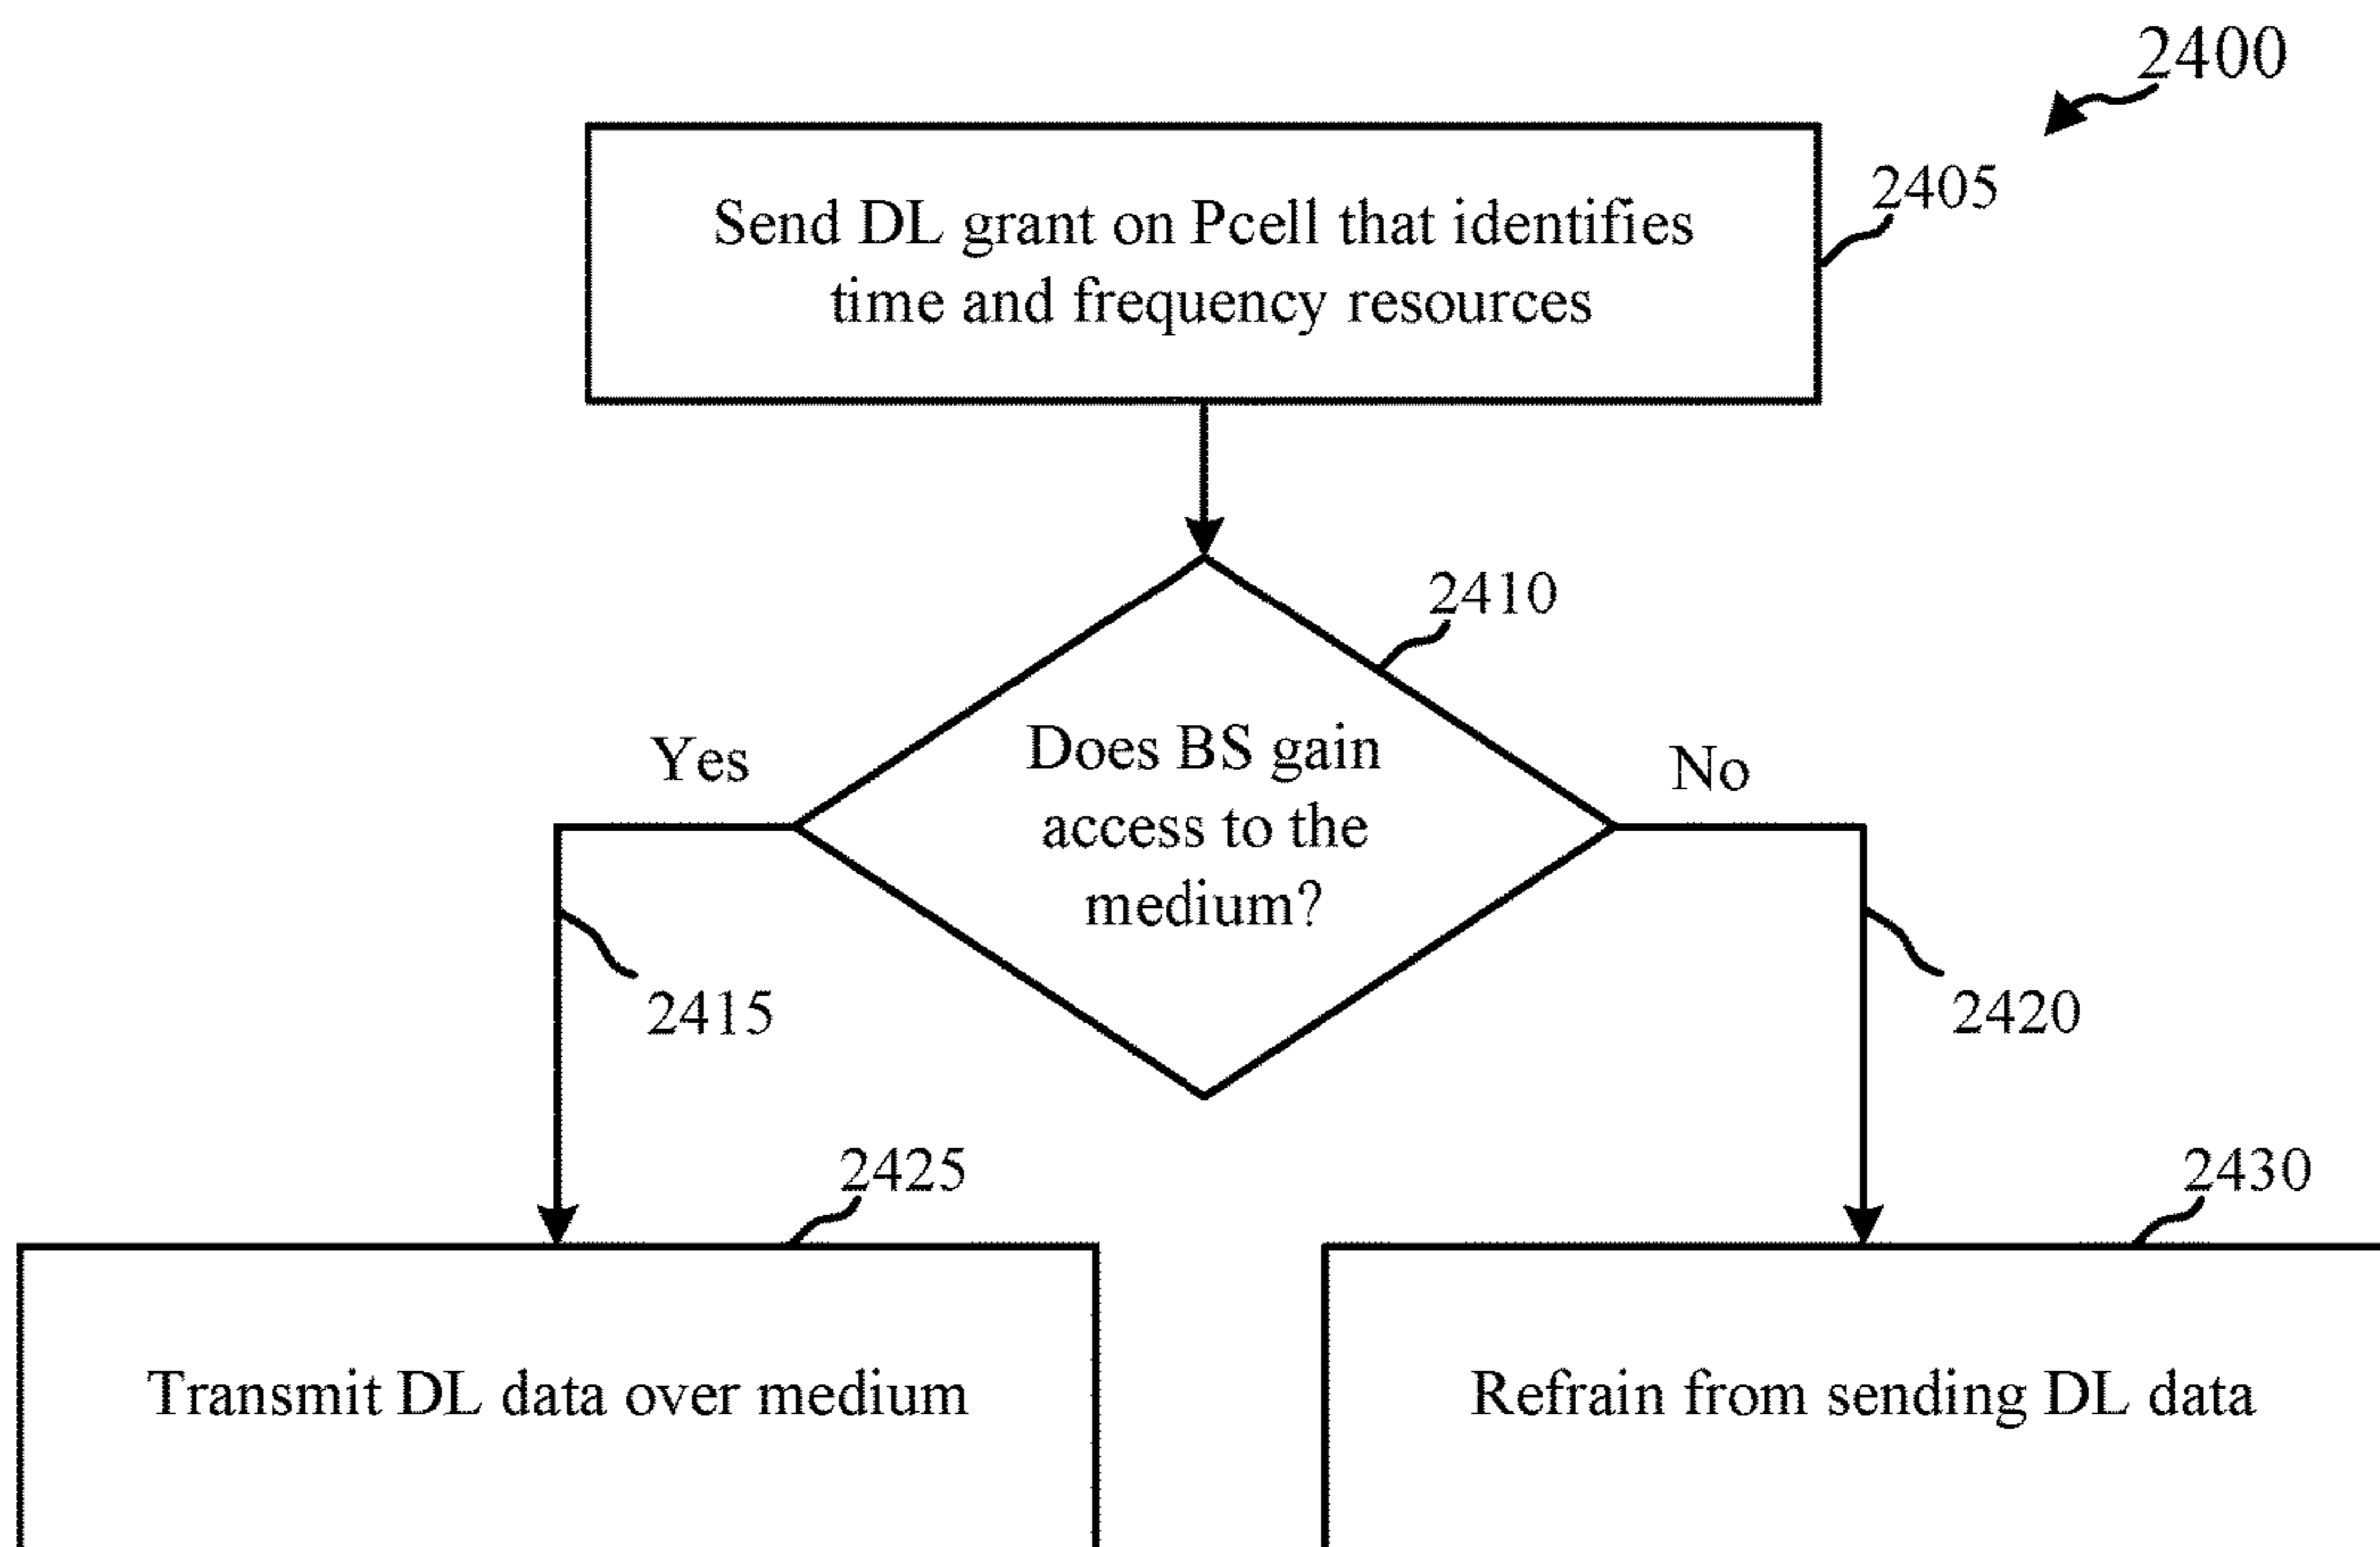 2400
Send DL grant on Pcell that identifies
time and frequency resources
2405
2410
Does BS gain
access to the
medium?
Yes
No
2415
2420
2425
2430
Transmit DL data over medium
Refrain from sending DL data